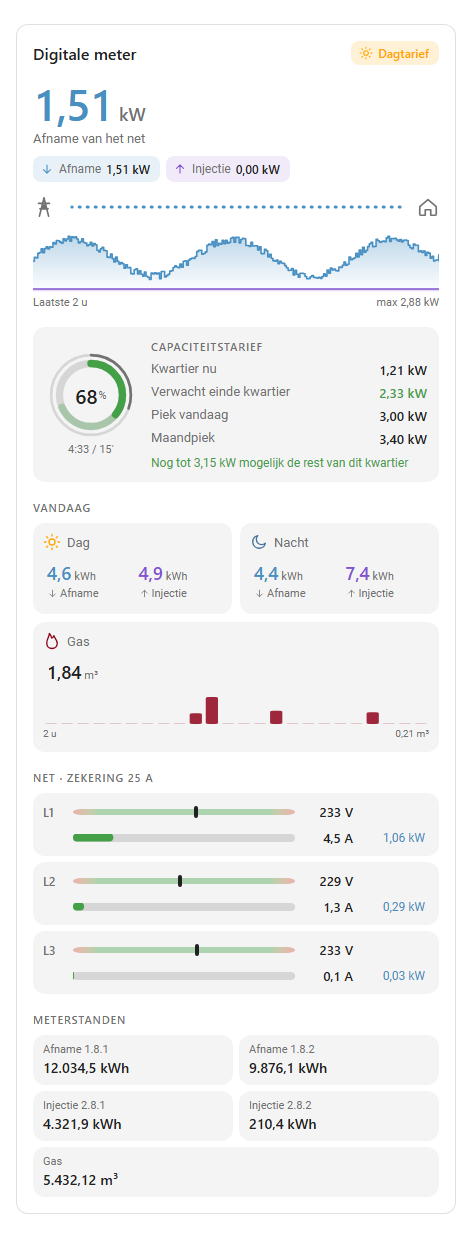 Digitale meter
Dagtarief
1,51 kW
Afname van het net
↓ Afname 1,51 kW
↑ Injectie 0,00 kW
Laatste 2 u
max 2,88 kW
CAPACITEITSTARIEF
68%
4:33 / 15'
Kwartier nu 1,21 kW
Verwacht einde kwartier 2,33 kW
Piek vandaag 3,00 kW
Maandpiek 3,40 kW
Nog tot 3,15 kW mogelijk de rest van dit kwartier
VANDAAG
Dag
4,6 kWh
↓ Afname
4,9 kWh
↑ Injectie
Nacht
4,4 kWh
↓ Afname
7,4 kWh
↑ Injectie
Gas
1,84 m³
2 u
0,21 m³
NET · ZEKERING 25 A
L1 233 V
4,5 A 1,06 kW
L2 229 V
1,3 A 0,29 kW
L3 233 V
0,1 A 0,03 kW
METERSTANDEN
Afname 1.8.1
12.034,5 kWh
Afname 1.8.2
9.876,1 kWh
Injectie 2.8.1
4.321,9 kWh
Injectie 2.8.2
210,4 kWh
Gas
5.432,12 m³